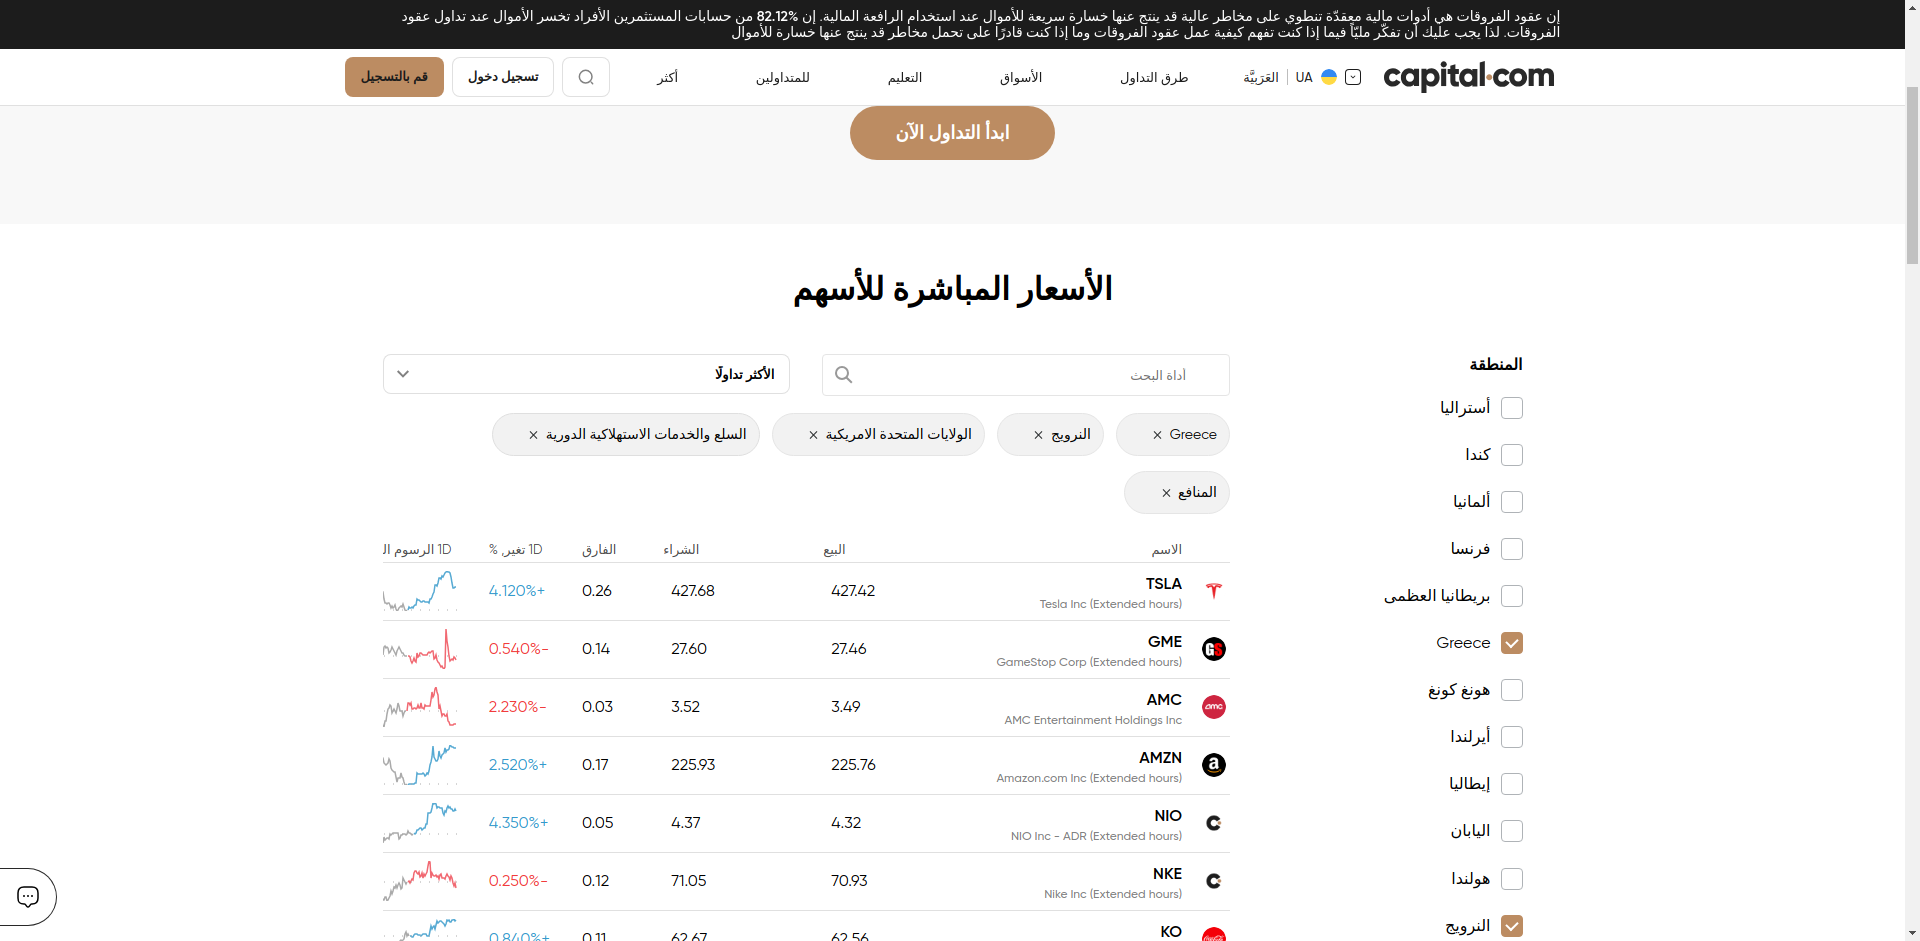 إن عقود الفروقات هي أدوات مالية معقدّة تنطوي على مخاطر عالية قد ينتج عنها خسارة سريعة للأموال عند استخدام الرافعة المالية. إن 82.12% من حسابات المستثمرين الأفراد تخسر الأموال عند تداول عقود
الفروقات. لذا يجب عليك أن تفكّر مليّاً فيما إذا كنت تفهم كيفية عمل عقود الفروقات وما إذا كنت قادرًا على تحمل مخاطر قد ينتج عنها خسارة للأموال
capital.com
UA العَرَبِيَّة
طرق التداول الأسواق التعليم للمتداولين أكثر
تسجيل دخول
قم بالتسجيل
ابدأ التداول الآن
الأسعار المباشرة للأسهم
المنطقة
أستراليا
كندا
ألمانيا
فرنسا
بريطانيا العظمى
Greece
هونغ كونغ
أيرلندا
إيطاليا
اليابان
هولندا
النرويج
أداة البحث
الأكثر تداولًا
Greece ×
النرويج ×
الولايات المتحدة الامريكية ×
السلع والخدمات الاستهلاكية الدورية ×
المنافع ×
الاسم البيع الشراء الفارق 1D تغير, % 1D الرسوم ال
TSLA
Tesla Inc (Extended hours)
427.42 427.68 0.26 4.120%+
GME
GameStop Corp (Extended hours)
27.46 27.60 0.14 0.540%-
AMC
AMC Entertainment Holdings Inc
3.49 3.52 0.03 2.230%-
AMZN
Amazon.com Inc (Extended hours)
225.76 225.93 0.17 2.520%+
NIO
NIO Inc - ADR (Extended hours)
4.32 4.37 0.05 4.350%+
NKE
Nike Inc (Extended hours)
70.93 71.05 0.12 0.250%-
KO
62.56 62.67 0.11 0.840%+